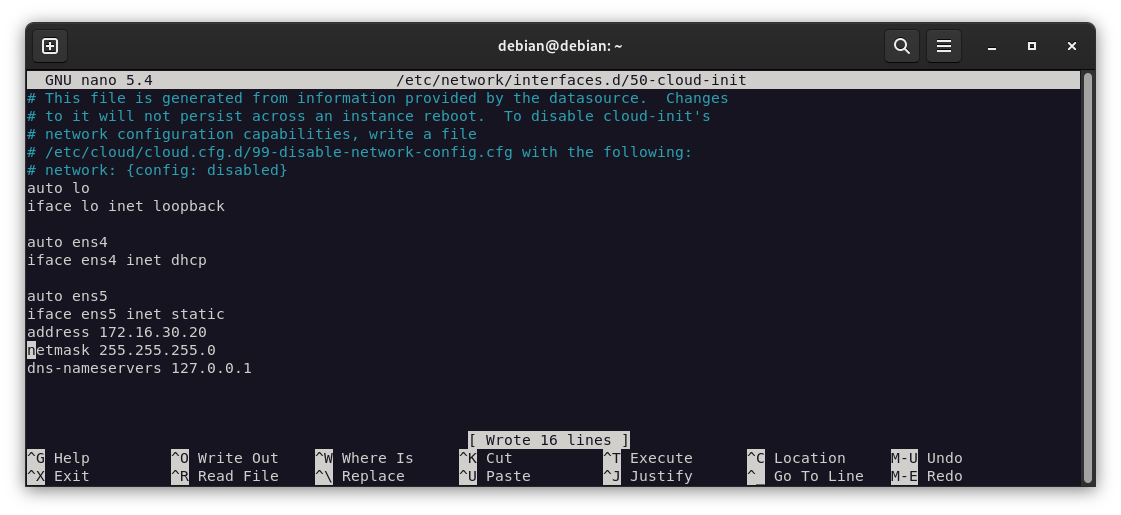 debian@debian: ~
GNU nano 5.4 /etc/network/interfaces.d/50-cloud-init
# This file is generated from information provided by the datasource.  Changes
# to it will not persist across an instance reboot.  To disable cloud-init's
# network configuration capabilities, write a file
# /etc/cloud/cloud.cfg.d/99-disable-network-config.cfg with the following:
# network: {config: disabled}
auto lo
iface lo inet loopback
auto ens4
iface ens4 inet dhcp
auto ens5
iface ens5 inet static
address 172.16.30.20
netmask 255.255.255.0
dns-nameservers 127.0.0.1
[ Wrote 16 lines ]
^G Help ^O Write Out ^W Where Is ^K Cut ^T Execute ^C Location M-U Undo
^X Exit ^R Read File ^\ Replace ^U Paste ^J Justify ^_ Go To Line M-E Redo